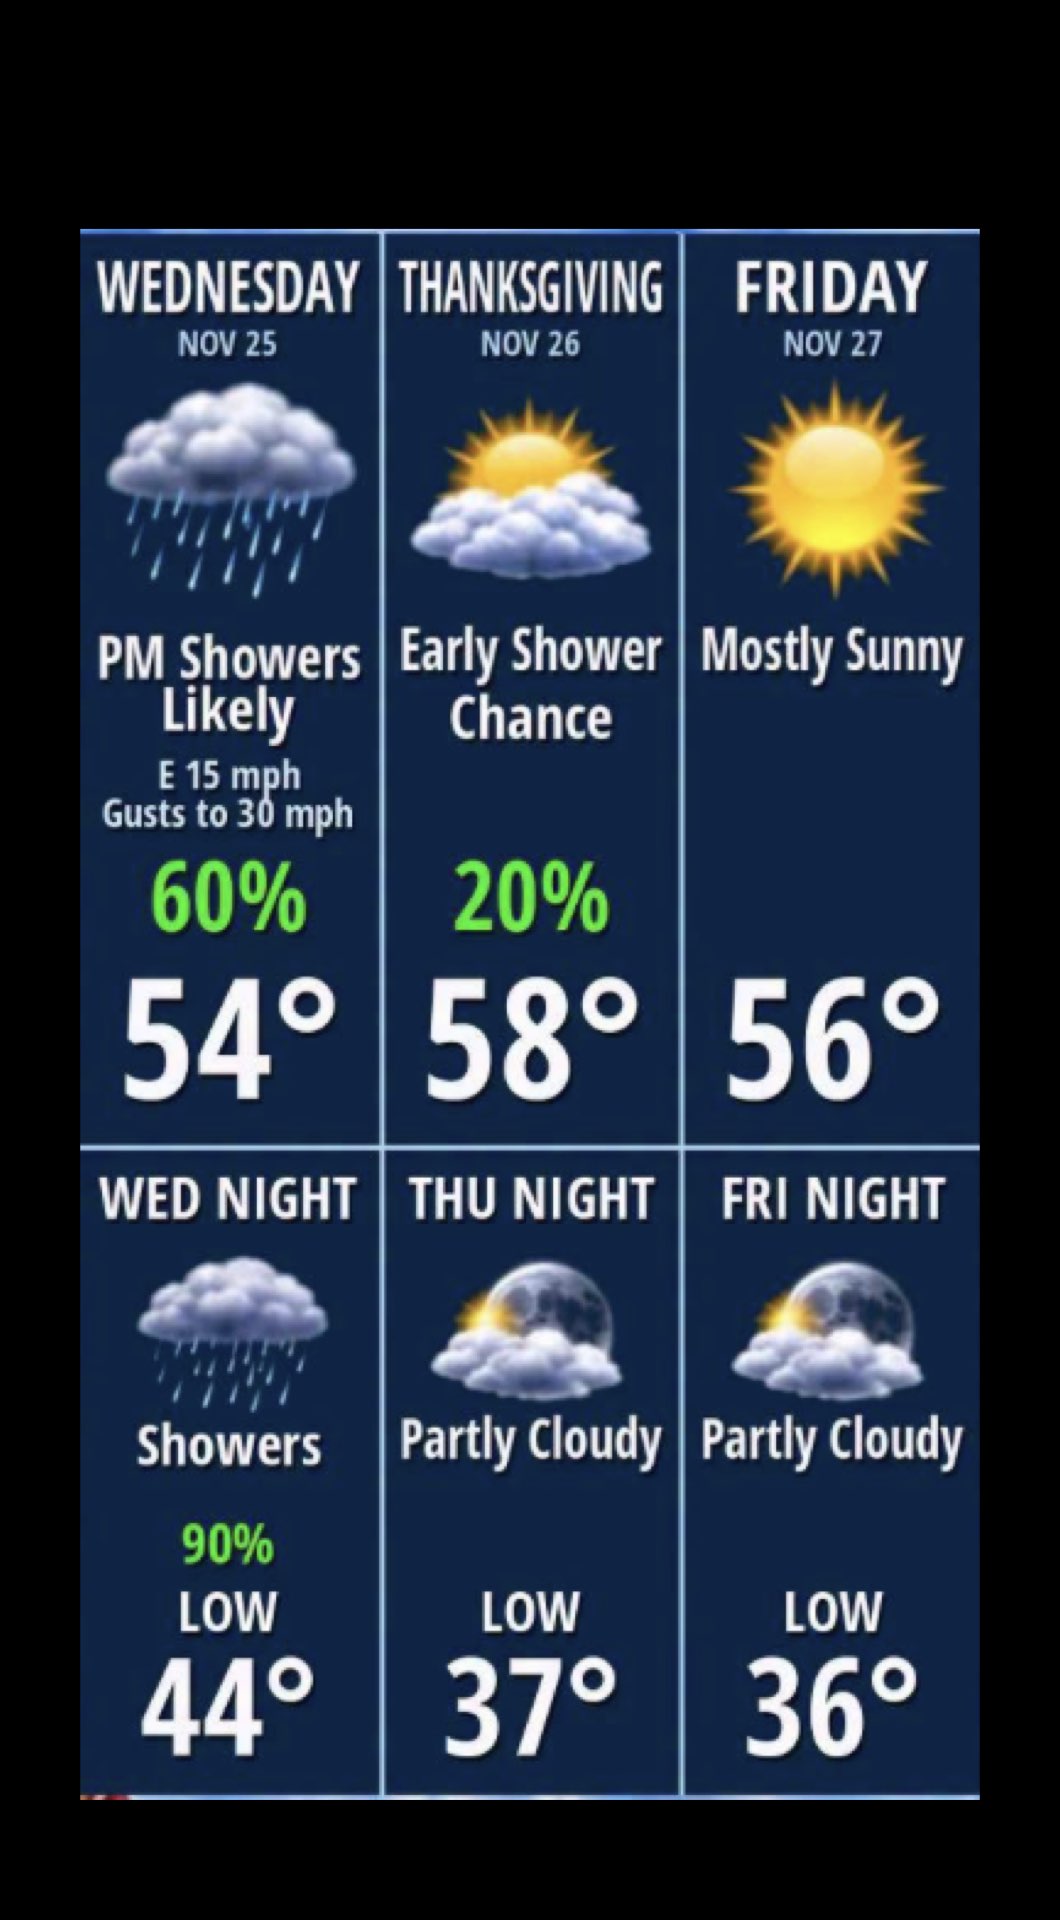 WEDNESDAY
NOV 25
PM Showers
Likely
E 15 mph
Gusts to 30 mph
60%
54°
THANKSGIVING
NOV 26
Early Shower
Chance
20%
58°
FRIDAY
NOV 27
Mostly Sunny
56°
WED NIGHT
Showers
90%
LOW
44°
THU NIGHT
Partly Cloudy
LOW
37°
FRI NIGHT
Partly Cloudy
LOW
36°